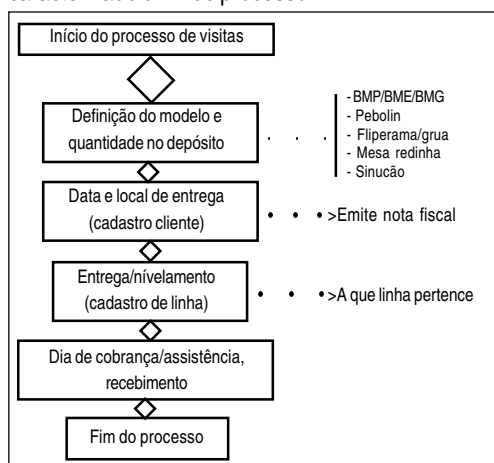 Início do processo de visitas
Definição do modelo e
quantidade no depósito
-BMP/BME/BMG
- Pebolin
- Fliperama/grua
- Mesa redinha
- Sinucão
Data e local de entrega
(cadastro cliente)
>Emite nota fiscal
Entrega/nívelamento
(cadastro de linha)
>A que linha pertence
Dia de cobrança/assistência,
recebimento
Fim do processo